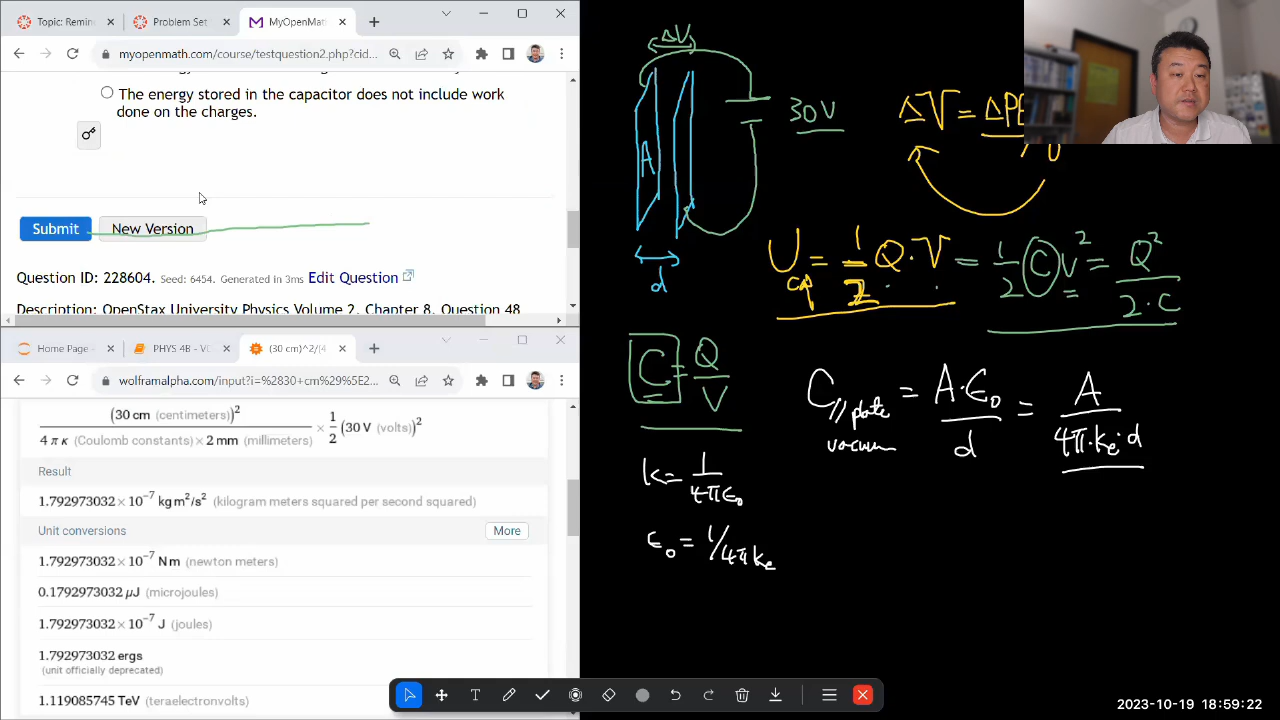 Topic: Remin
Problem Set
MyOpenMath
myopenmath.com/course/testquestion2.php?cid...
The energy stored in the capacitor does not include work
done on the charges.
Submit
New Version
Question ID: 228604. Seed: 6454. Generated in 3ms Edit Question
Description: OpenStax University Physics Volume 2, Chapter 8, Question 48
Home Page
PHYS 4B - VC
(30 cm)^2/(4
wolframalpha.com/input?i=%2830+cm%29%5E2...
(30 cm (centimeters))²
4 π κ (Coulomb constants) × 2 mm (millimeters)
× 1/2 (30 V (volts))²
Result
1.792973032 × 10⁻⁷ kg m²/s² (kilogram meters squared per second squared)
Unit conversions
More
1.792973032 × 10⁻⁷ N m (newton meters)
0.1792973032 μJ (microjoules)
1.792973032 × 10⁻⁷ J (joules)
1.792973032 ergs
(unit officially deprecated)
1.119085745 TeV (teraelectronvolts)
ΔV
A
30V
d
ΔV = ΔPE
U cap = 1/2 Q·V = 1/2 C V² = Q²/2·C
C = Q/V
C // plate vacuum = A·ε₀/d = A/4π·kₑ·d
k = 1/4πε₀
ε₀ = 1/4πkₑ
T
2023-10-19 18:59:22